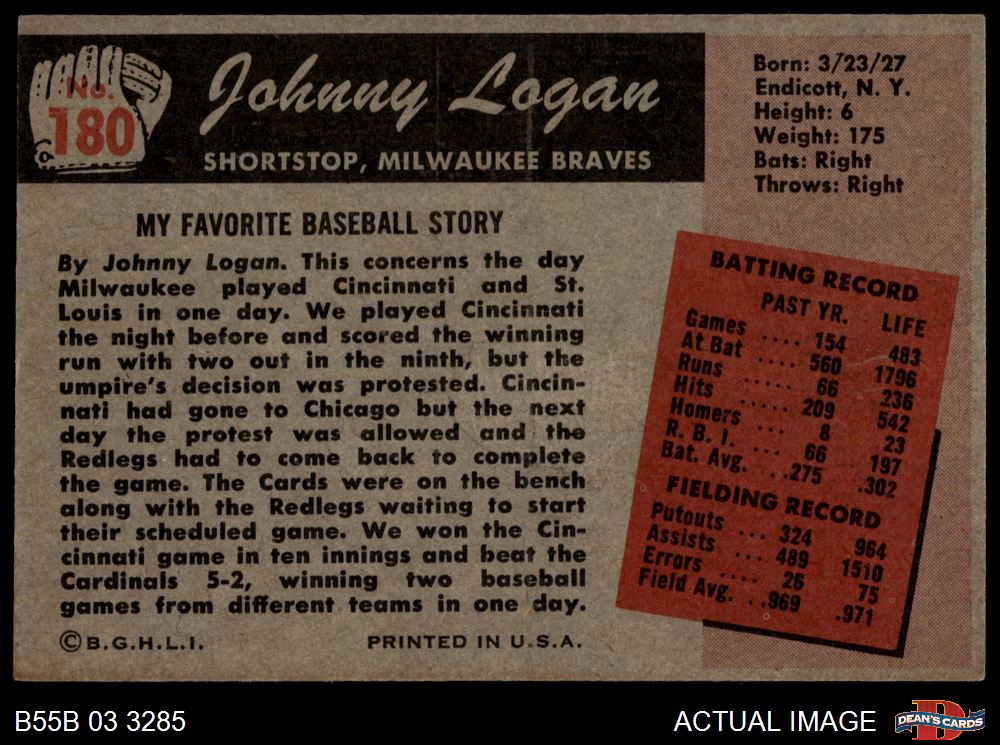 No.
180
Johnny Logan
SHORTSTOP, MILWAUKEE BRAVES
Born: 3/23/27
Endicott, N. Y.
Height: 6
Weight: 175
Bats: Right
Throws: Right
MY FAVORITE BASEBALL STORY
By Johnny Logan. This concerns the day
Milwaukee played Cincinnati and St.
Louis in one day. We played Cincinnati
the night before and scored the winning
run with two out in the ninth, but the
umpire's decision was protested. Cincin-
nati had gone to Chicago but the next
day the protest was allowed and the
Redlegs had to come back to complete
the game. The Cards were on the bench
along with the Redlegs waiting to start
their scheduled game. We won the Cin-
cinnati game in ten innings and beat the
Cardinals 5-2, winning two baseball
games from different teams in one day.
©B.G.H.L.I. PRINTED IN U.S.A.
BATTING RECORD
PAST YR. LIFE
Games .... 154 483
At Bat .... 560 1796
Runs ..... 66 236
Hits ..... 209 542
Homers ... 8 23
R. B. I. .... 66 197
Bat. Avg. ...275 .302
FIELDING RECORD
Putouts ... 324 964
Assists ... 489 1510
Errors .... 26 75
Field Avg. ..969 .971
B55B 03 3285
ACTUAL IMAGE
D
DEAN'S CARDS